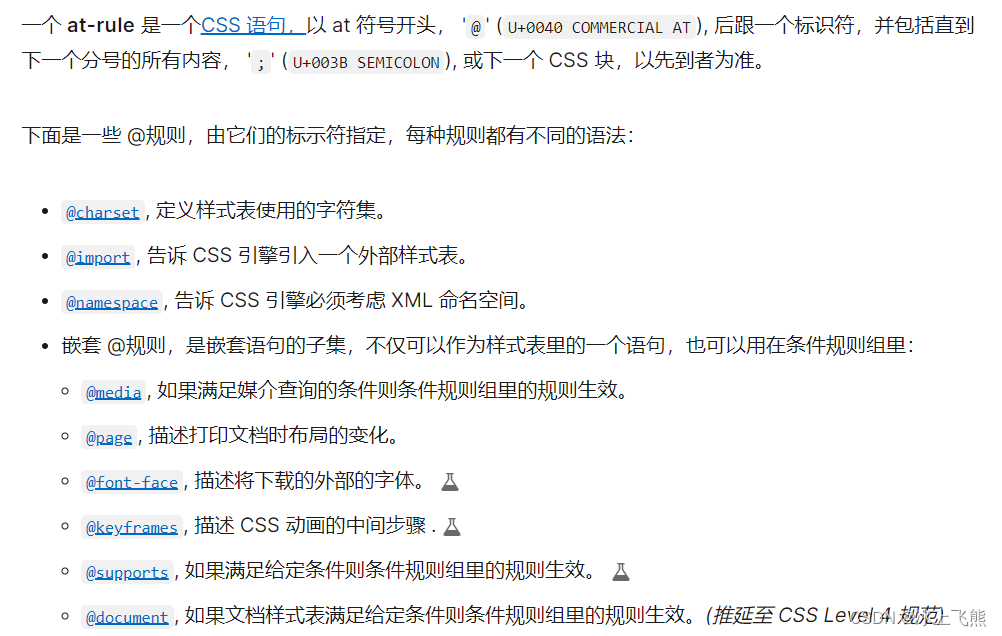 一个 at-rule 是一个CSS 语句，以 at 符号开头， '@' (U+0040 COMMERCIAL AT), 后跟一个标识符，并包括直到
下一个分号的所有内容， ';' (U+003B SEMICOLON), 或下一个 CSS 块，以先到者为准。
下面是一些 @规则，由它们的标示符指定，每种规则都有不同的语法：
• @charset, 定义样式表使用的字符集。
• @import, 告诉 CSS 引擎引入一个外部样式表。
• @namespace, 告诉 CSS 引擎必须考虑 XML 命名空间。
• 嵌套 @规则，是嵌套语句的子集，不仅可以作为样式表里的一个语句，也可以用在条件规则组里：
◦ @media, 如果满足媒介查询的条件则条件规则组里的规则生效。
◦ @page, 描述打印文档时布局的变化。
◦ @font-face, 描述将下载的外部的字体。
◦ @keyframes, 描述 CSS 动画的中间步骤 .
◦ @supports, 如果满足给定条件则条件规则组里的规则生效。
◦ @document, 如果文档样式表满足给定条件则条件规则组里的规则生效。(推延至 CSS Level 4 规范)